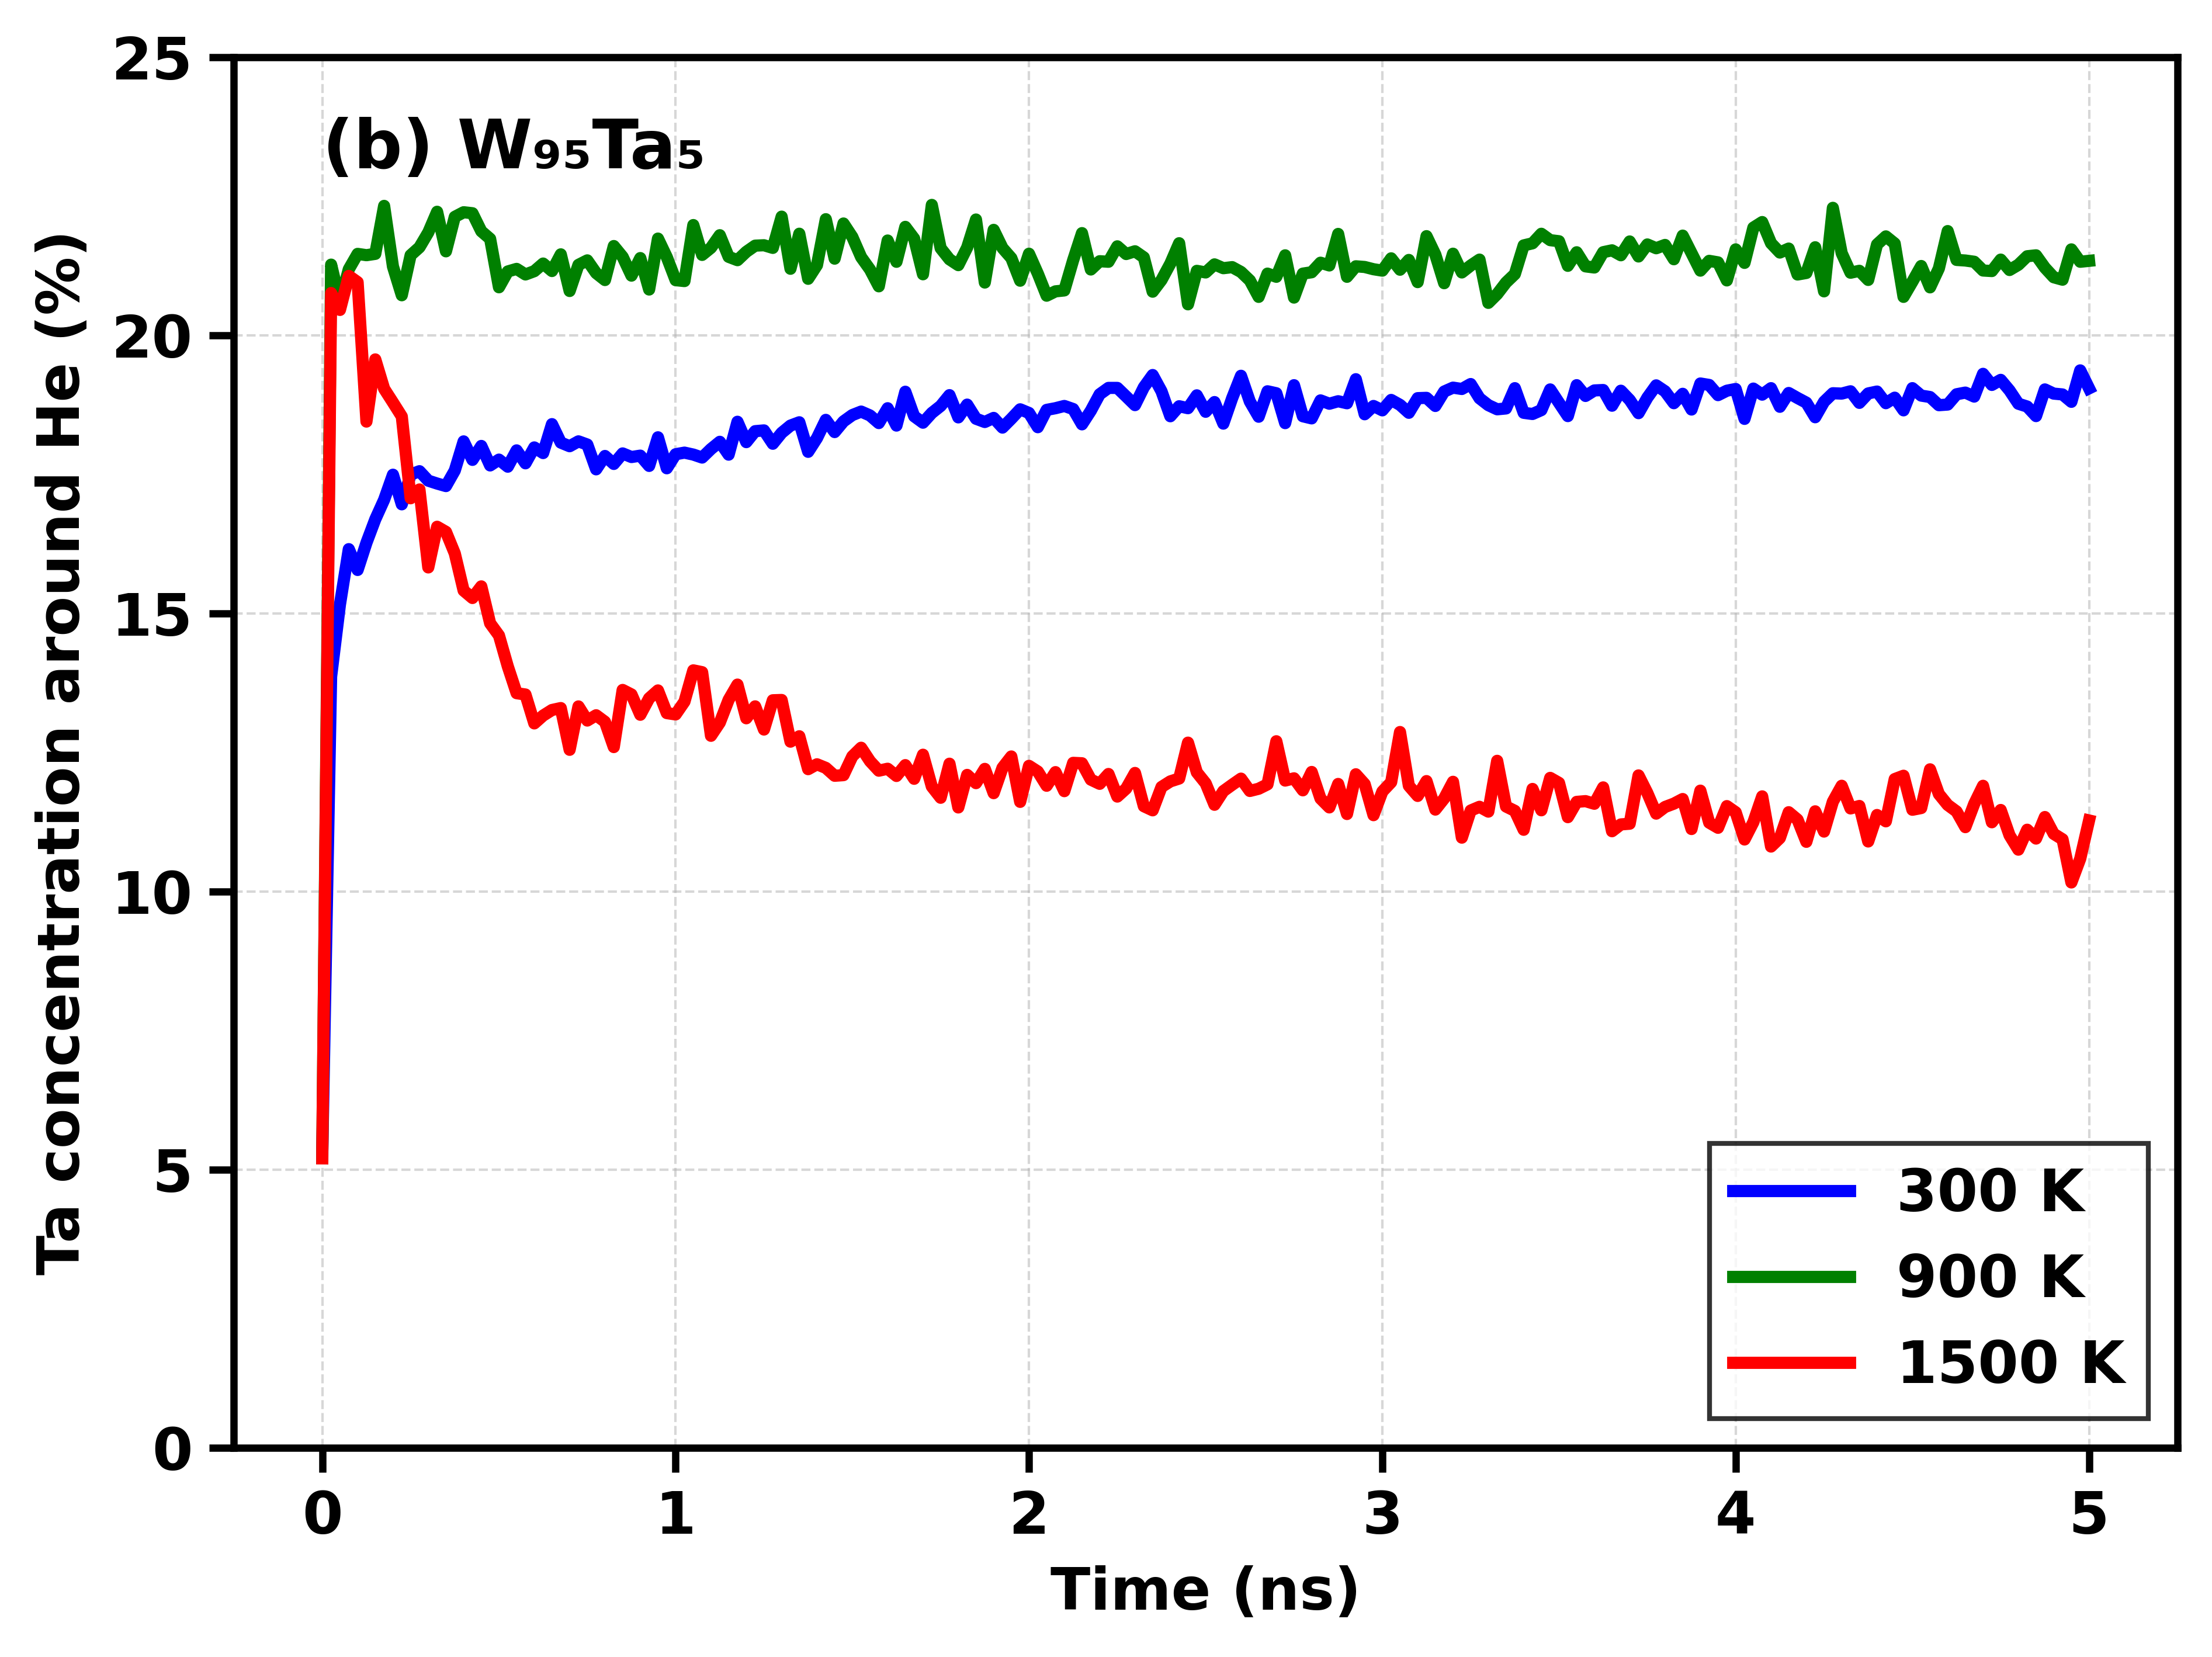 (b) W₉₅Ta₅
Ta concentration around He (%)
25
20
15
10
5
0
0 1 2 3 4 5
Time (ns)
300 K
900 K
1500 K